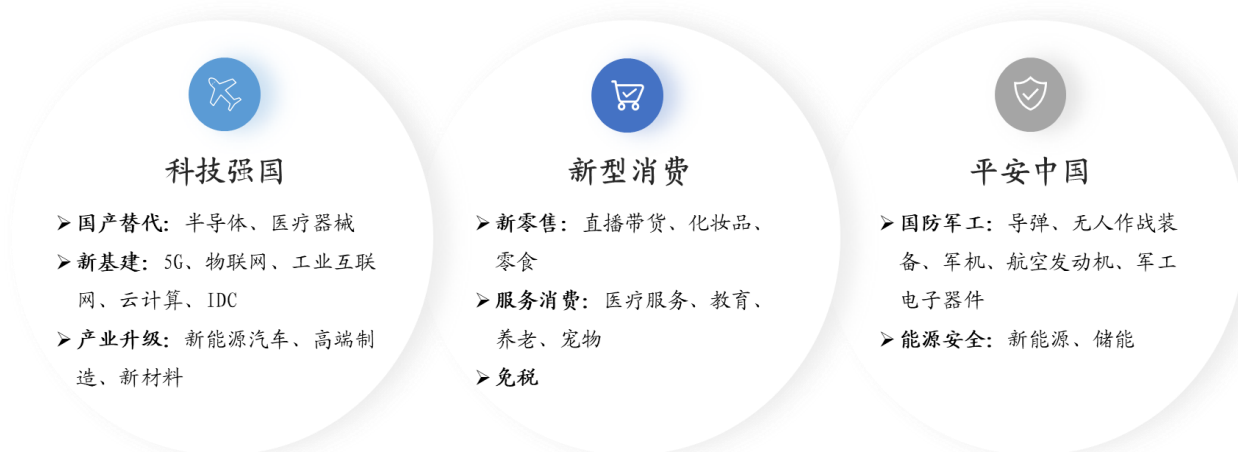 科技强国
➢国产替代：半导体、医疗器械
➢新基建：5G、物联网、工业互联
网、云计算、IDC
➢产业升级：新能源汽车、高端制
造、新材料
新型消费
➢新零售：直播带货、化妆品、
零食
➢服务消费：医疗服务、教育、
养老、宠物
➢免税
平安中国
➢国防军工：导弹、无人作战装
备、军机、航空发动机、军工
电子器件
➢能源安全：新能源、储能